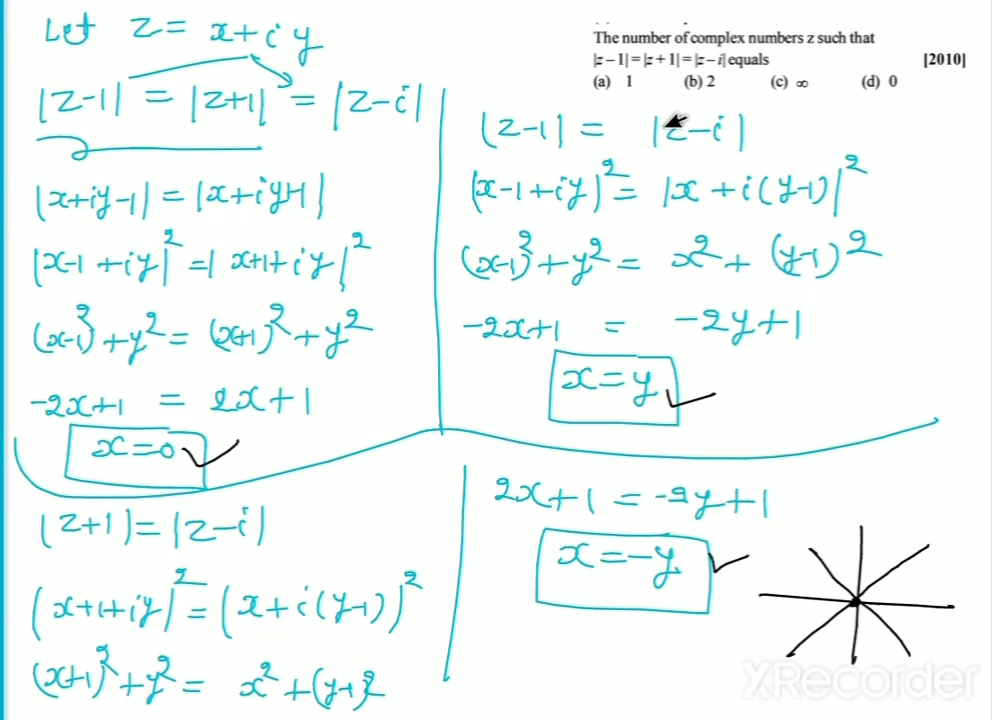 Let z = x + iy
|z-1| = |z+1| = |z-i|
|x+iy-1| = |x+iy+1|
|x-1+iy|² = |x+1+iy|²
(x-1)² + y² = (x+1)² + y²
-2x+1 = 2x+1
x=0
The number of complex numbers z such that
|z – 1| = |z + 1| = |z – i| equals [2010]
(a) 1 (b) 2 (c) ∞ (d) 0
|z-1| = |z-i|
|x-1+iy|² = |x+i(y-1)|²
(x-1)² + y² = x² + (y-1)²
-2x+1 = -2y+1
x=y
|z+1| = |z-i|
(x+1+iy|² = (x+i(y-1))²
(x+1)² + y² = x² + (y-1)²
2x+1 = -2y+1
x=-y
XRecorder